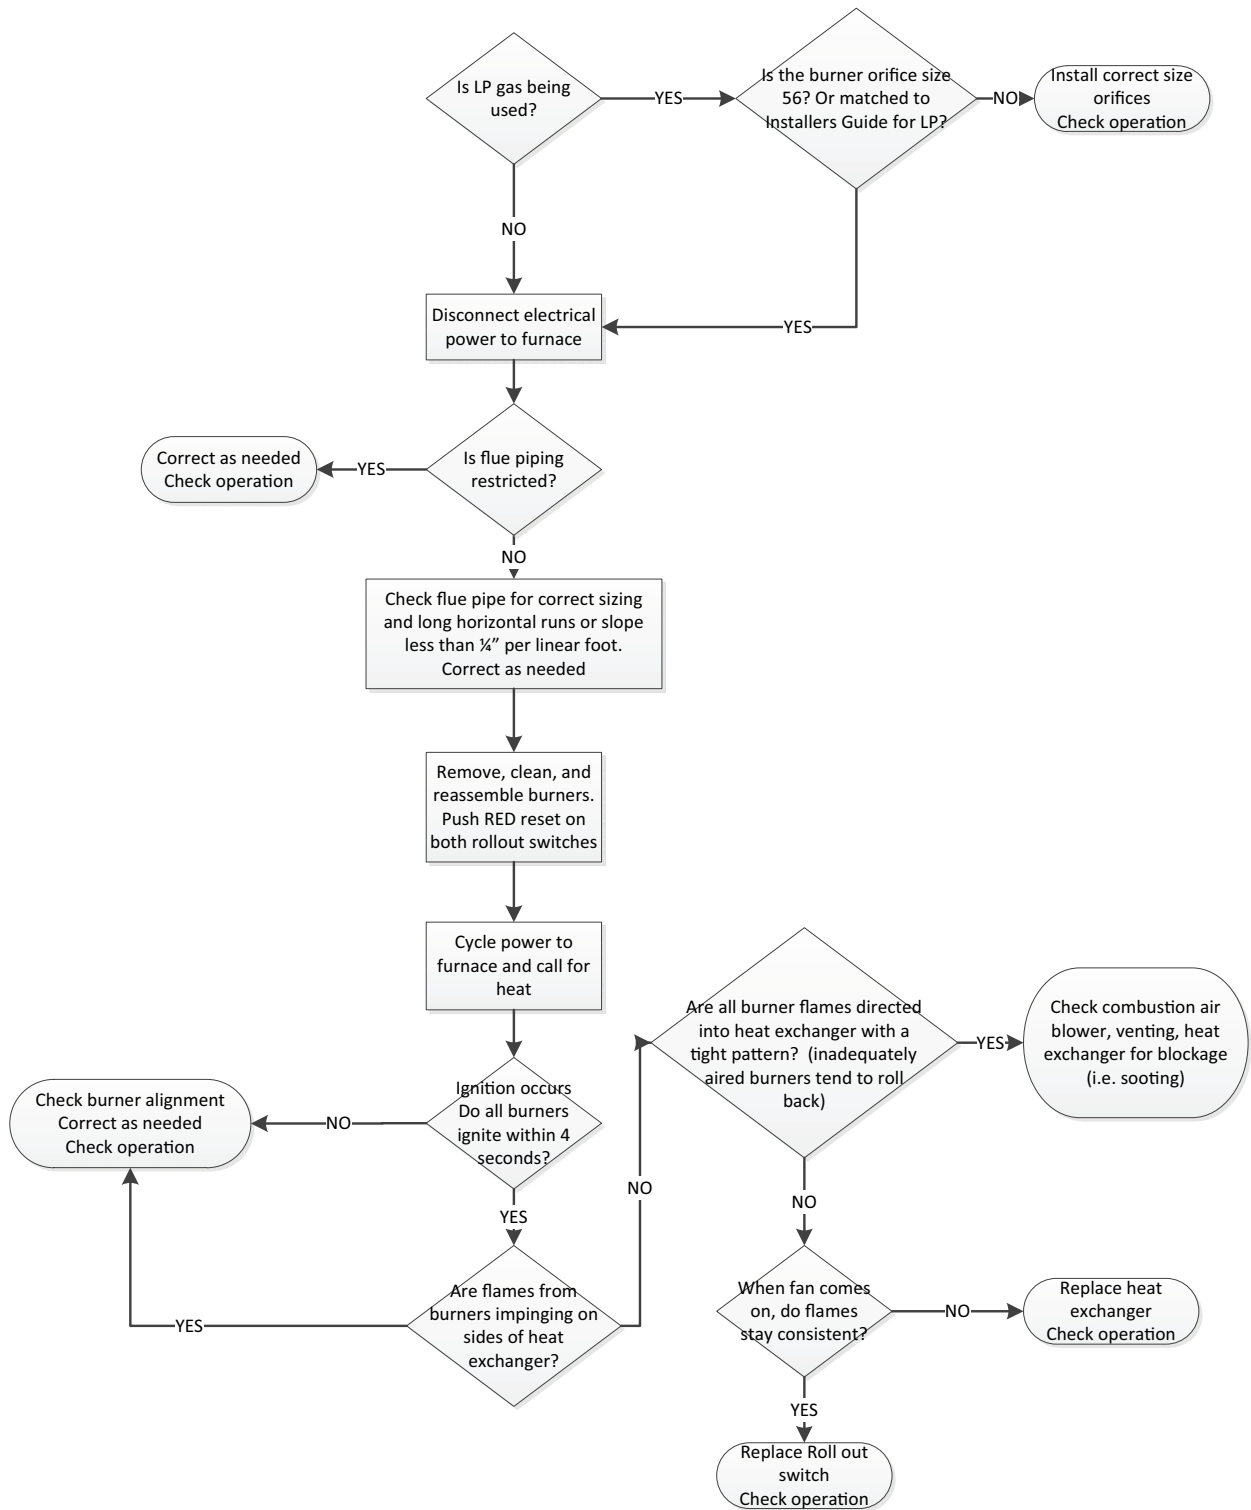 Is LP gas being
used?
YES
Is the burner orifice size
56? Or matched to
Installers Guide for LP?
NO
Install correct size
orifices
Check operation
NO
YES
Disconnect electrical
power to furnace
Is flue piping
restricted?
YES
Correct as needed
Check operation
NO
Check flue pipe for correct sizing
and long horizontal runs or slope
less than ¼” per linear foot.
Correct as needed
Remove, clean, and
reassemble burners.
Push RED reset on
both rollout switches
Cycle power to
furnace and call for
heat
Ignition occurs
Do all burners
ignite within 4
seconds?
NO
Check burner alignment
Correct as needed
Check operation
YES
Are flames from
burners impinging on
sides of heat
exchanger?
YES
NO
Are all burner flames directed
into heat exchanger with a
tight pattern? (inadequately
aired burners tend to roll
back)
YES
Check combustion air
blower, venting, heat
exchanger for blockage
(i.e. sooting)
NO
When fan comes
on, do flames
stay consistent?
NO
Replace heat
exchanger
Check operation
YES
Replace Roll out
switch
Check operation